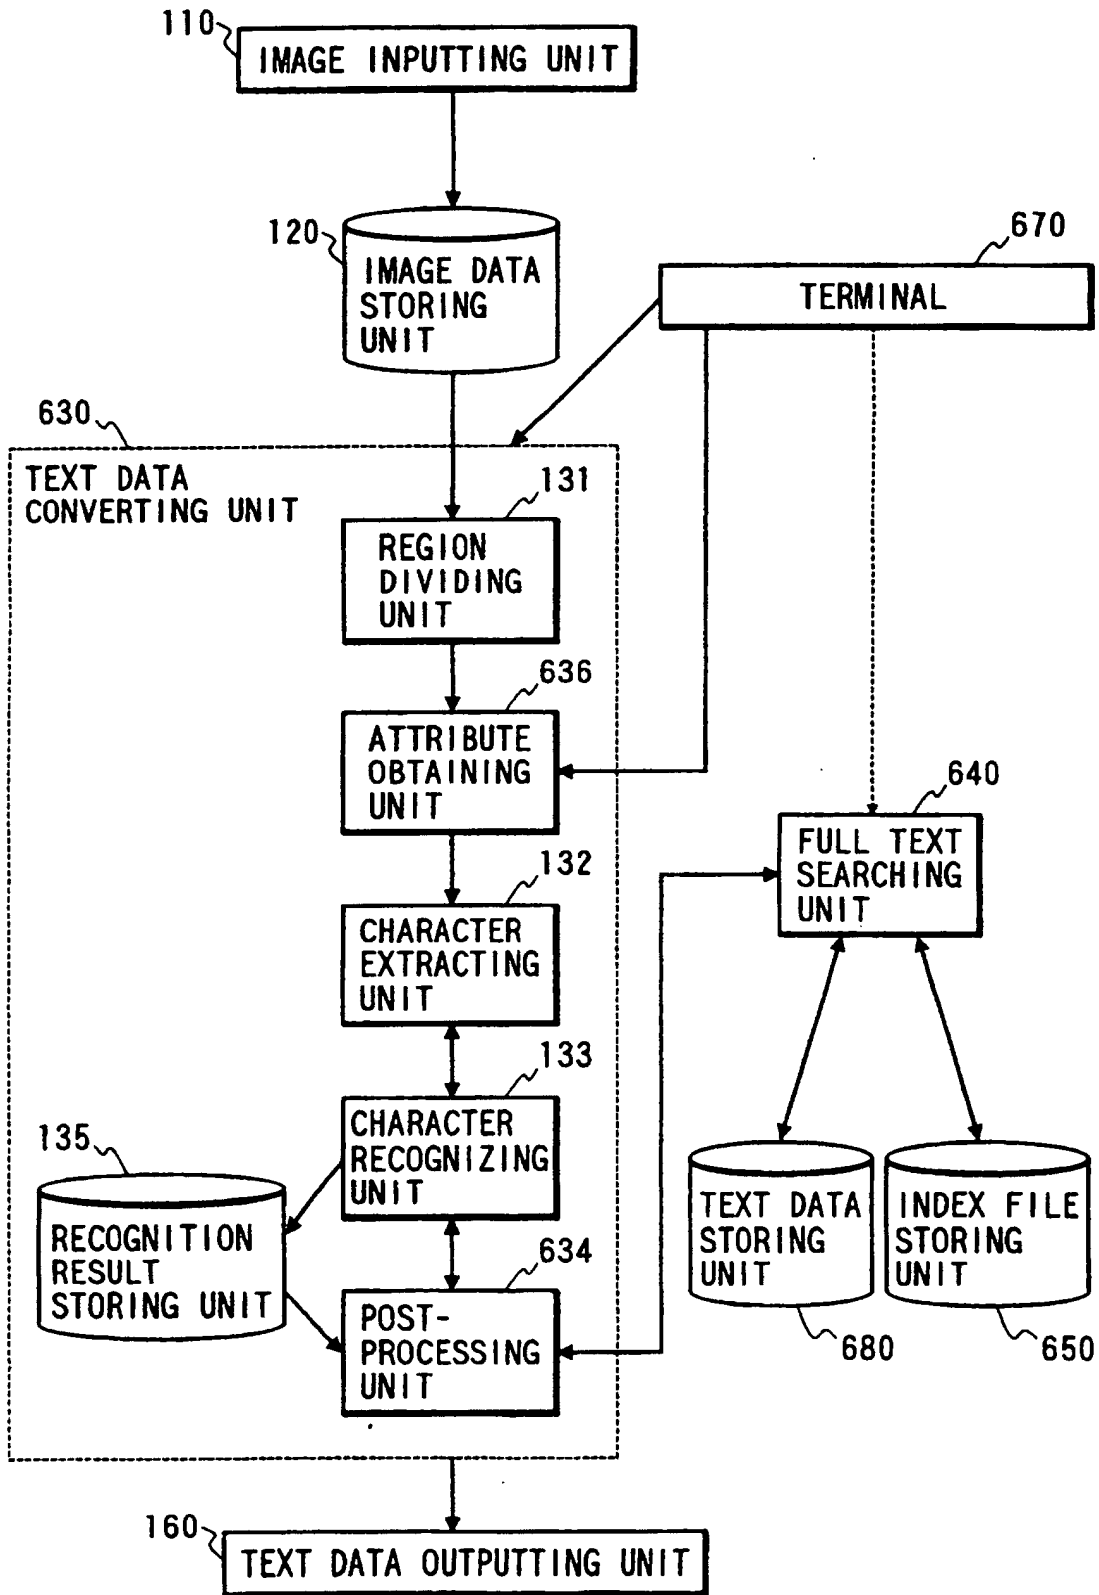 110
IMAGE INPUTTING UNIT
120
IMAGE DATA
STORING
UNIT
670
TERMINAL
630
TEXT DATA
CONVERTING UNIT
131
REGION
DIVIDING
UNIT
636
ATTRIBUTE
OBTAINING
UNIT
640
FULL TEXT
SEARCHING
UNIT
132
CHARACTER
EXTRACTING
UNIT
133
CHARACTER
RECOGNIZING
UNIT
135
RECOGNITION
RESULT
STORING UNIT
TEXT DATA
STORING
UNIT
680
INDEX FILE
STORING
UNIT
650
634
POST-
PROCESSING
UNIT
160
TEXT DATA OUTPUTTING UNIT